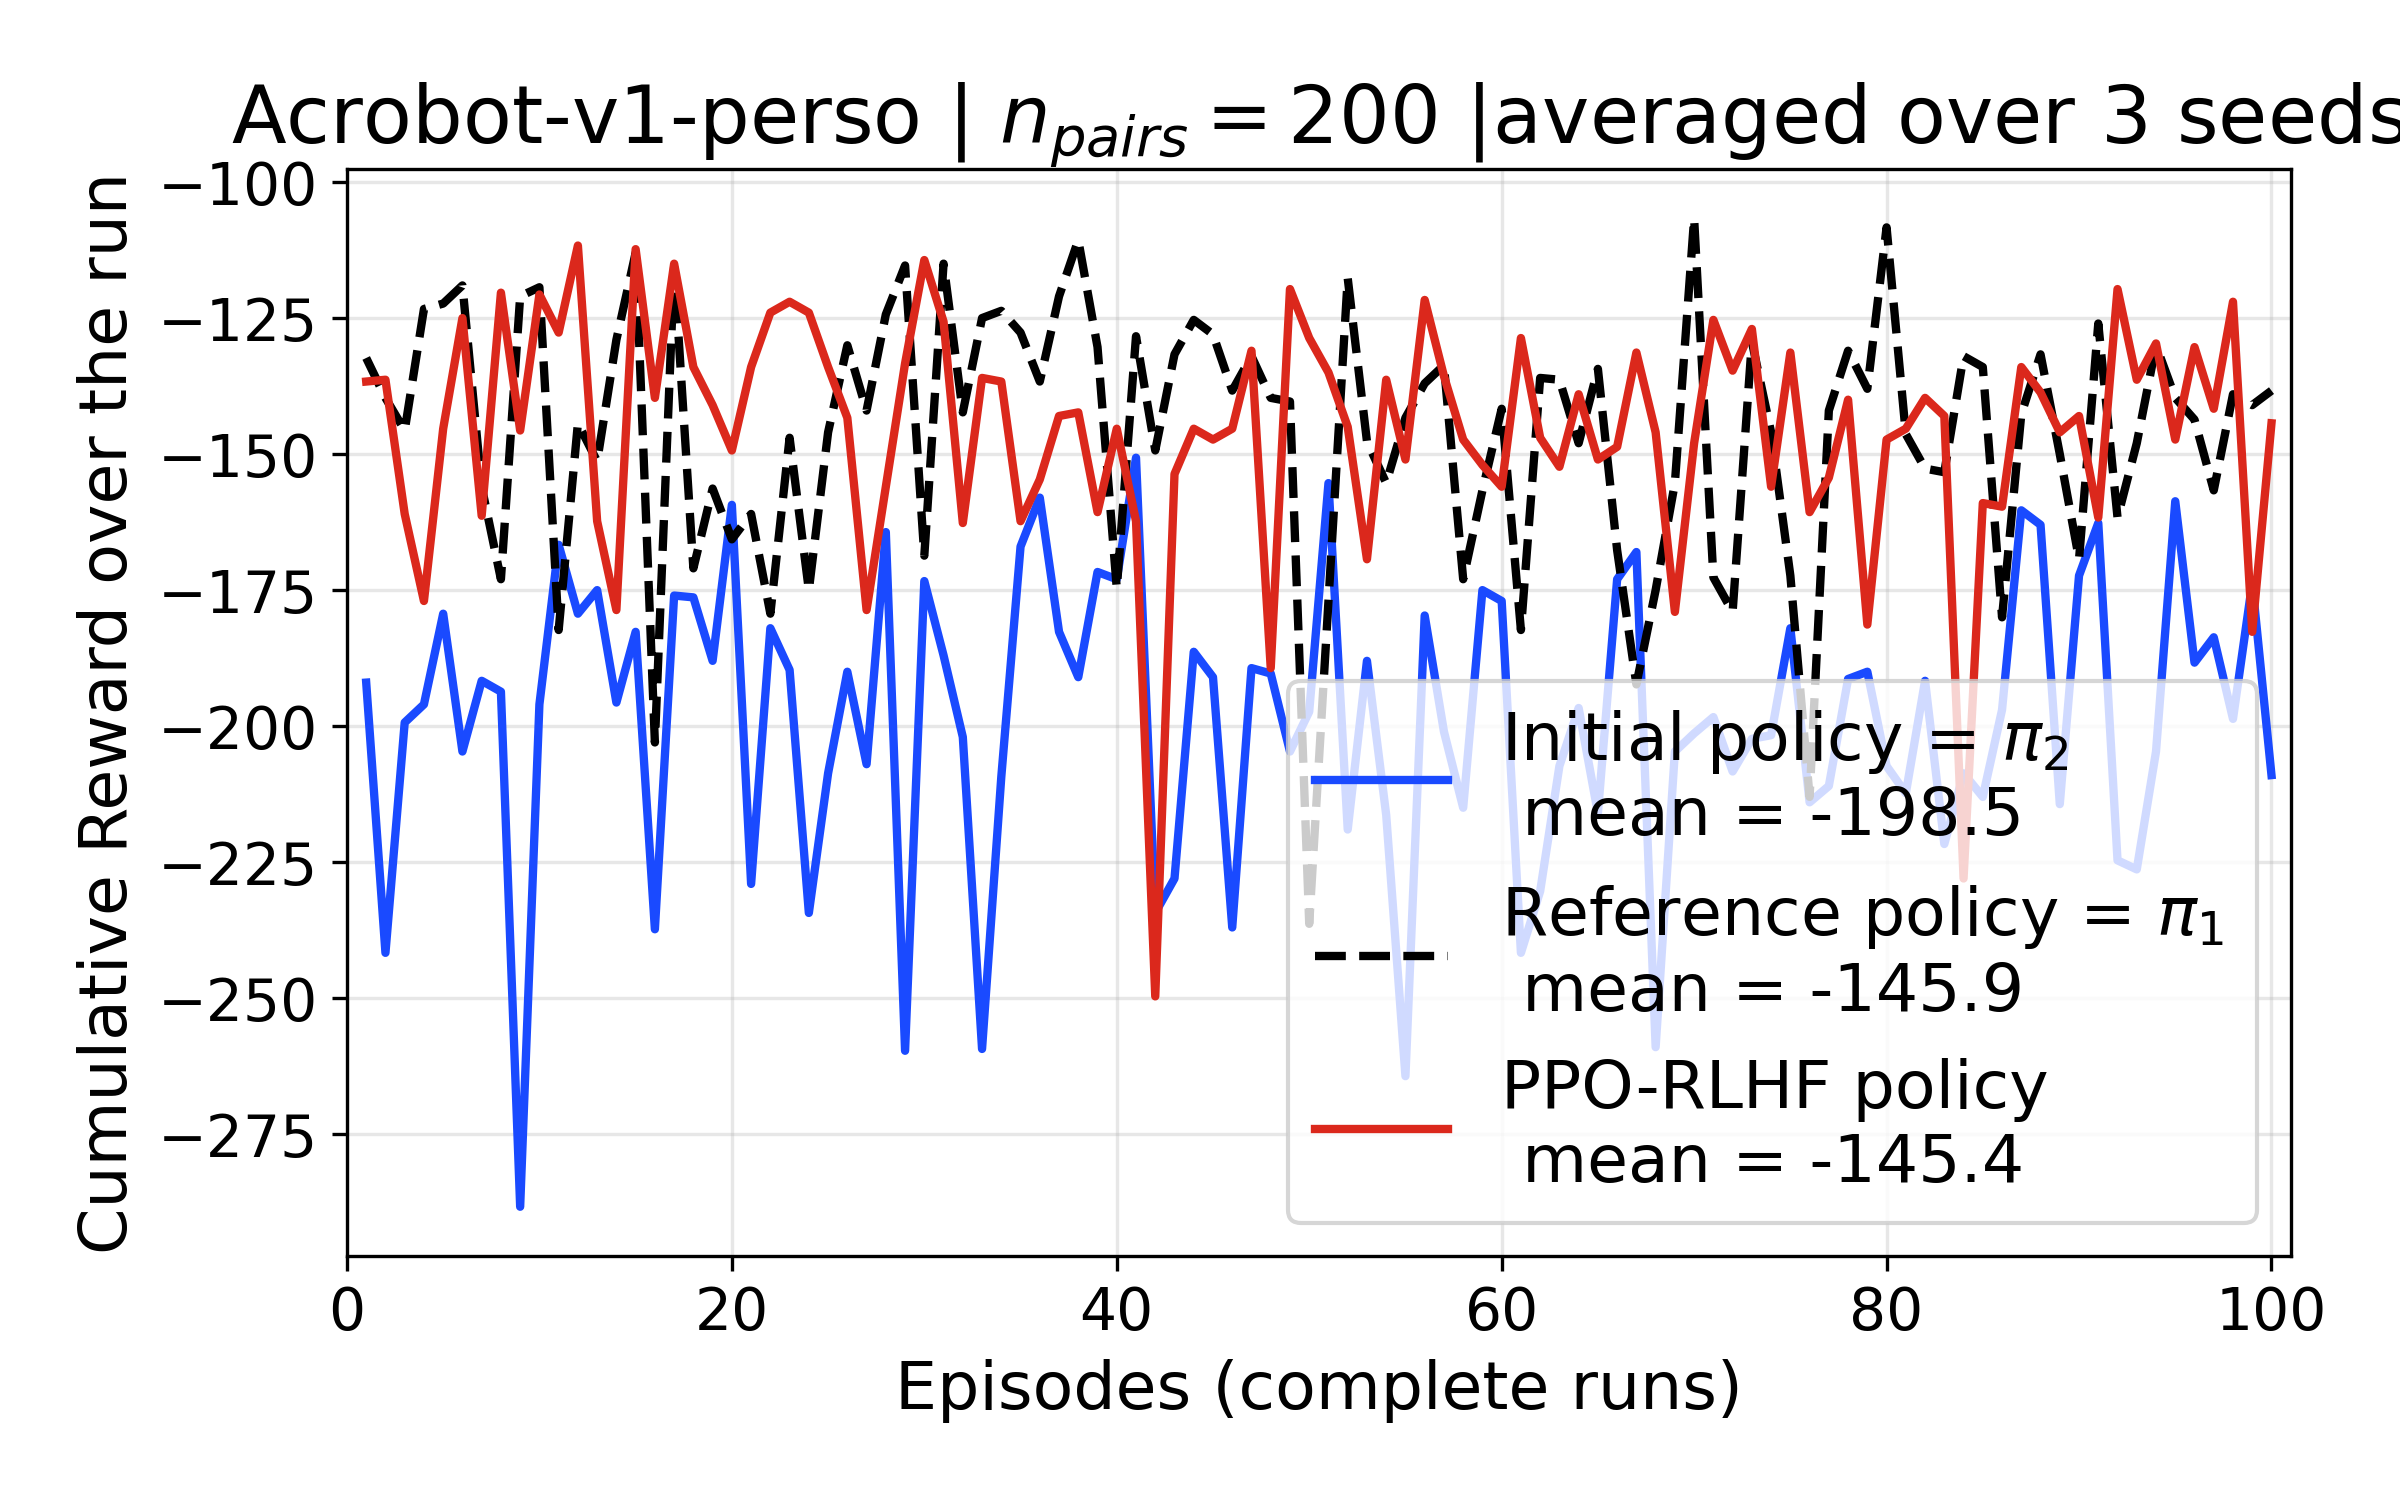 Acrobot-v1-perso | n_pairs = 200 |averaged over 3 seeds
Cumulative Reward over the run
−100
−125
−150
−175
−200
−225
−250
−275
Initial policy = π₂
mean = -198.5
Reference policy = π₁
mean = -145.9
PPO-RLHF policy
mean = -145.4
0 20 40 60 80 100
Episodes (complete runs)